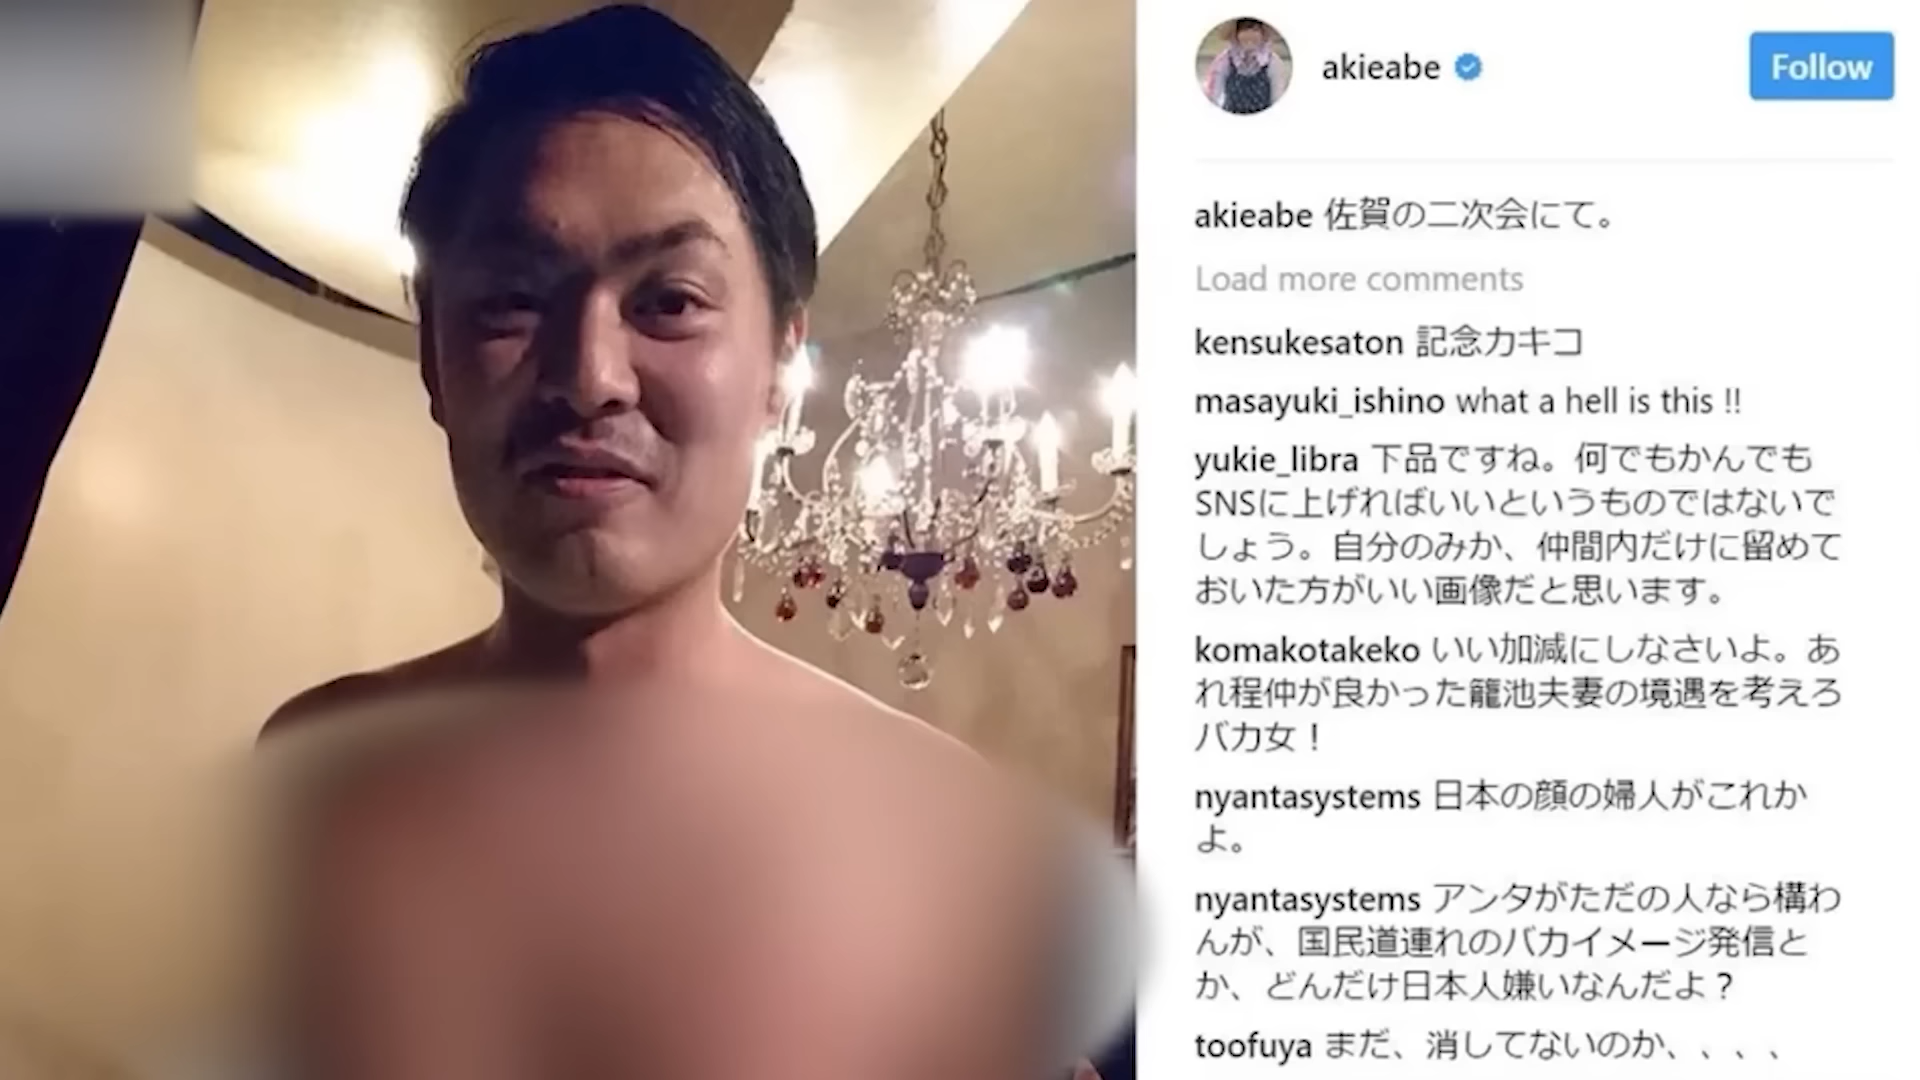 akieabe
Follow
akieabe 佐賀の二次会にて。
Load more comments
kensukesaton 記念カキコ
masayuki_ishino what a hell is this !!
yukie_libra 下品ですね。何でもかんでも
SNSに上げればいいというものではないで
しょう。自分のみか、仲間内だけに留めて
おいた方がいい画像だと思います。
komakotakeko いい加減にしなさいよ。あ
れ程仲が良かった籠池夫妻の境遇を考えろ
バカ女！
nyantasystems 日本の顔の婦人がこれか
よ。
nyantasystems アンタがただの人なら構わ
んが、国民道連れのバカイメージ発信と
か、どんだけ日本人嫌いなんだよ？
toofuya まだ、消してないのか、、、、